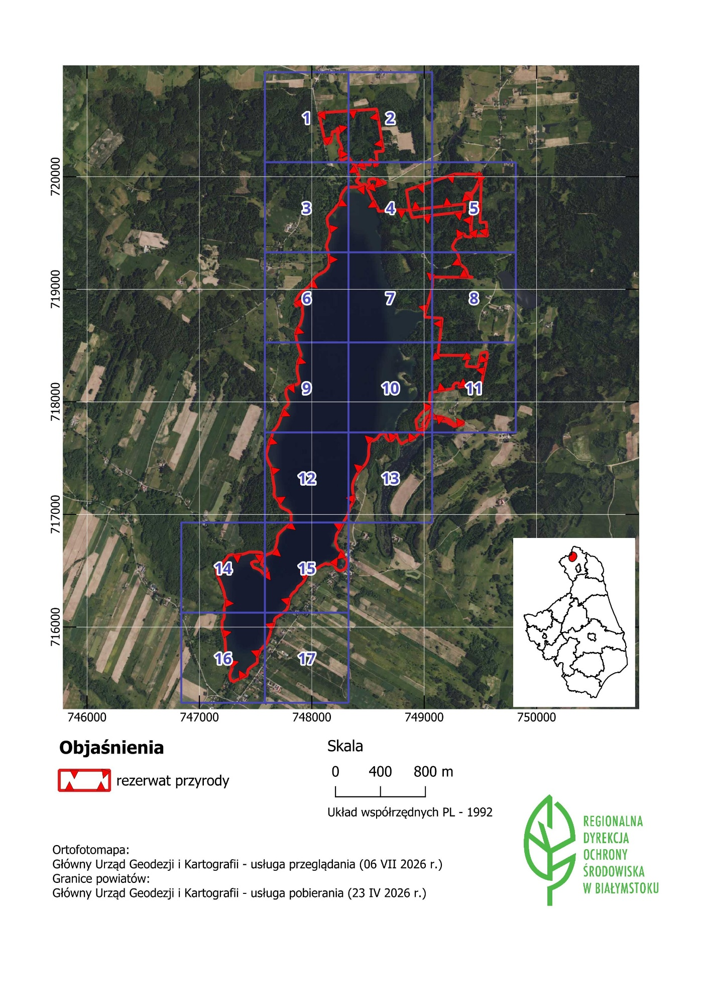 1
2
3
4
5
6
7
8
9
10
11
12
13
14
15
16
17
720000
719000
718000
717000
716000
746000 747000 748000 749000 750000
Objaśnienia
rezerwat przyrody
Skala
0 400 800 m
Układ współrzędnych PL - 1992
Ortofotomapa:
Główny Urząd Geodezji i Kartografii - usługa przeglądania (06 VII 2026 r.)
Granice powiatów:
Główny Urząd Geodezji i Kartografii - usługa pobierania (23 IV 2026 r.)
REGIONALNA
DYREKCJA
OCHRONY
ŚRODOWISKA
W BIAŁYMSTOKU